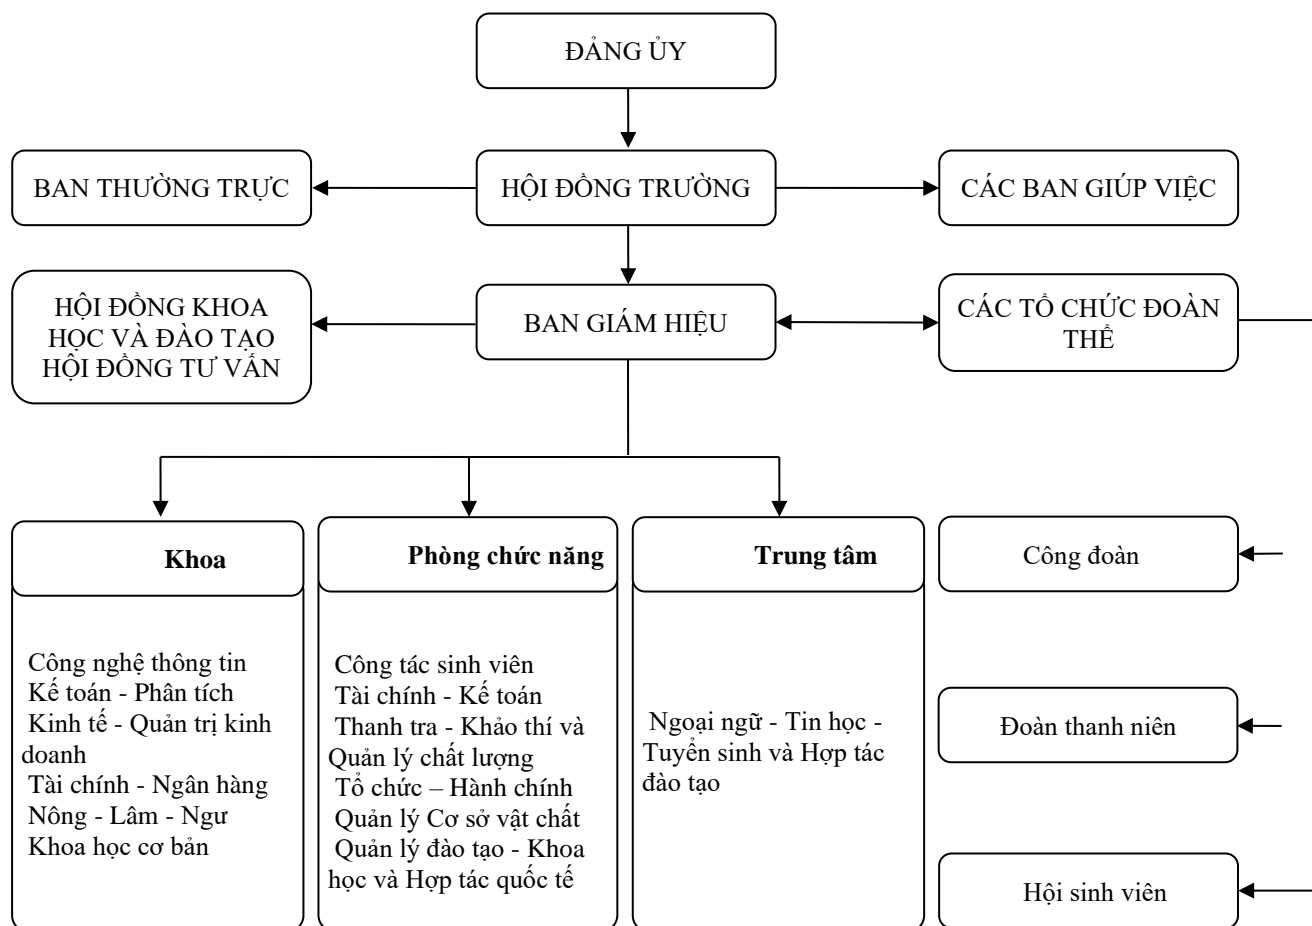 ĐẢNG ỦY
BAN THƯỜNG TRỰC
HỘI ĐỒNG TRƯỜNG
CÁC BAN GIÚP VIỆC
HỘI ĐỒNG KHOA
HỌC VÀ ĐÀO TẠO
HỘI ĐỒNG TƯ VẤN
BAN GIÁM HIỆU
CÁC TỔ CHỨC ĐOÀN
THỂ
Khoa
Công nghệ thông tin
Kế toán - Phân tích
Kinh tế - Quản trị kinh
doanh
Tài chính - Ngân hàng
Nông - Lâm - Ngư
Khoa học cơ bản
Phòng chức năng
Công tác sinh viên
Tài chính - Kế toán
Thanh tra - Khảo thí và
Quản lý chất lượng
Tổ chức – Hành chính
Quản lý Cơ sở vật chất
Quản lý đào tạo - Khoa
học và Hợp tác quốc tế
Trung tâm
Ngoại ngữ - Tin học -
Tuyển sinh và Hợp tác
đào tạo
Công đoàn
Đoàn thanh niên
Hội sinh viên